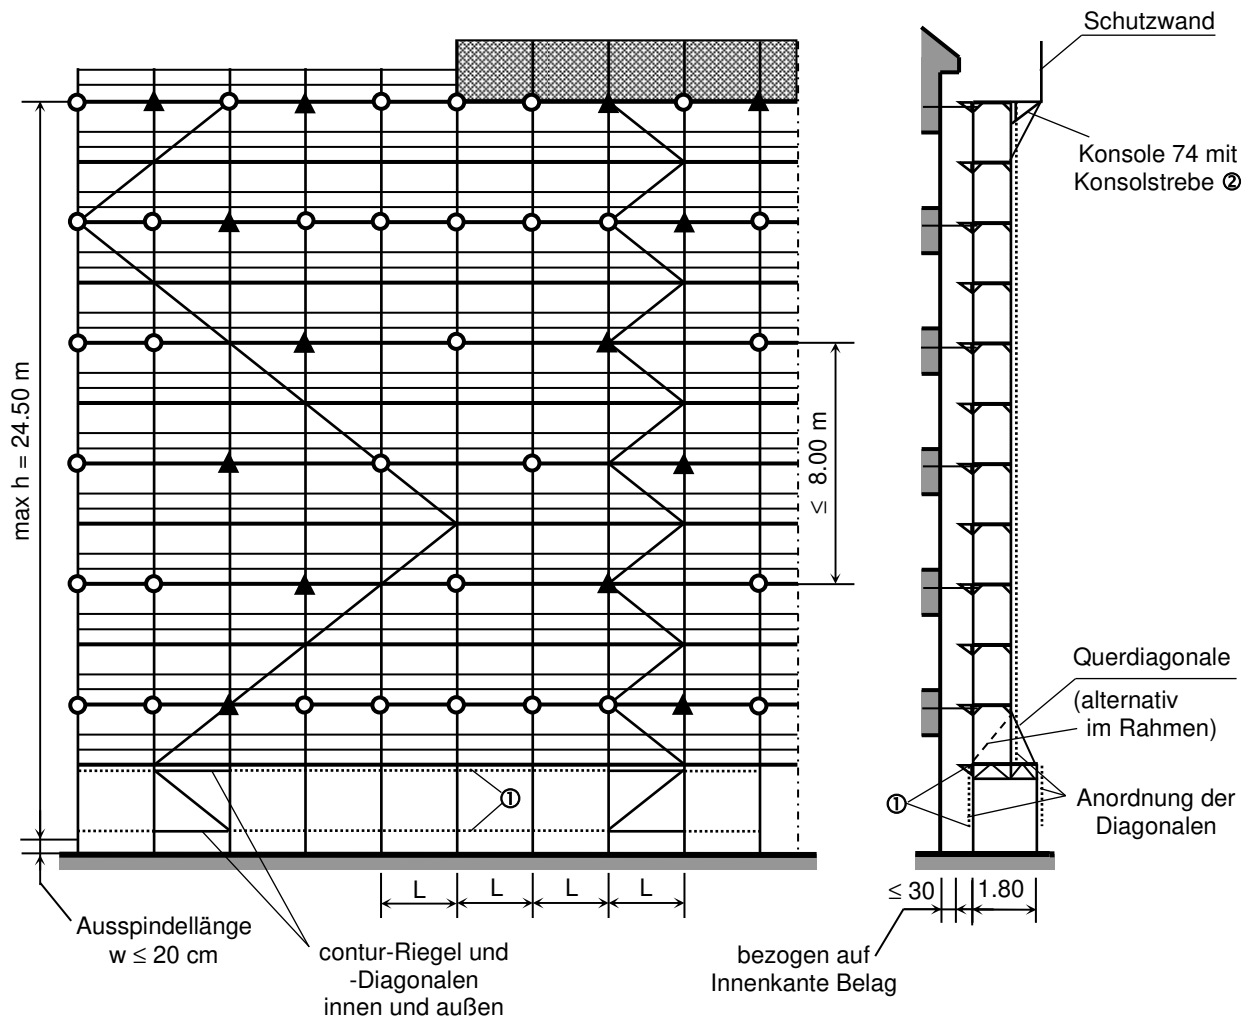 Schutzwand
Konsole 74 mit
Konsolstrebe ②
max h = 24.50 m
≤ 8.00 m
Querdiagonale
(alternativ
im Rahmen)
①
①
Anordnung der
Diagonalen
L L L L
≤ 30 1.80
Ausspindellänge
w ≤ 20 cm
contur-Riegel und
-Diagonalen
innen und außen
bezogen auf
Innenkante Belag